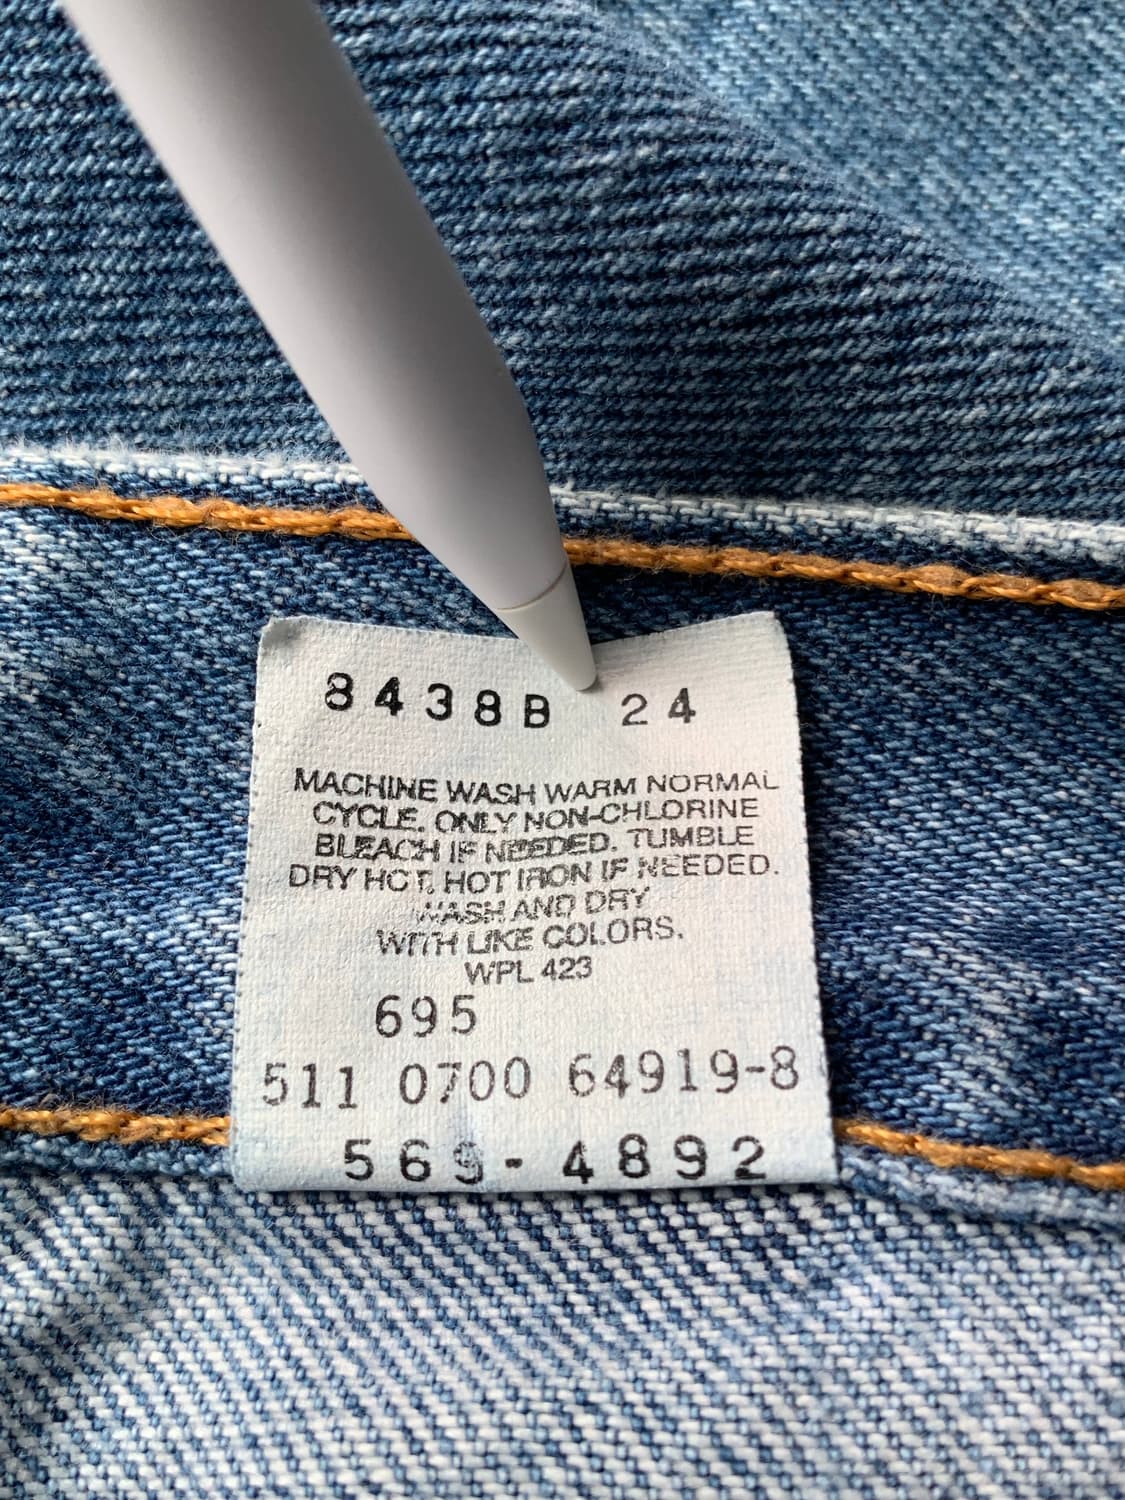 8438B 24
MACHINE WASH WARM NORMAL
CYCLE. ONLY NON-CHLORINE
BLEACH IF NEEDED. TUMBLE
DRY HOT. HOT IRON IF NEEDED.
WASH AND DRY
WITH LIKE COLORS.
WPL 423
695
511 0700 64919-8
569-4892